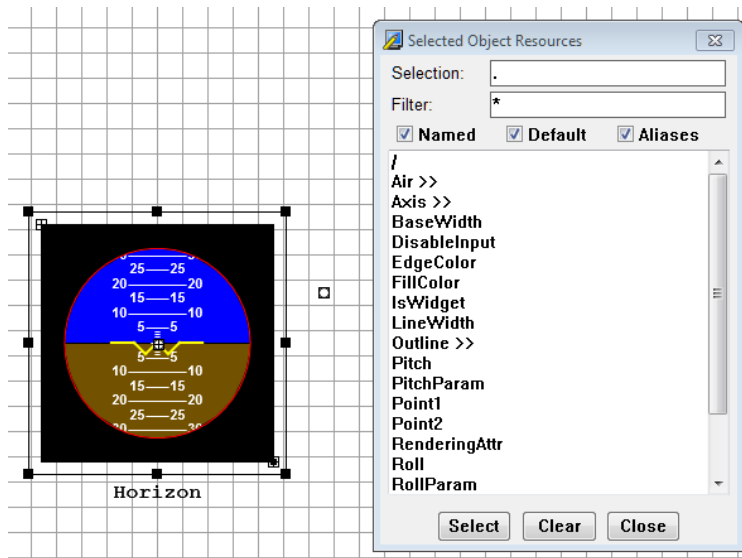 Selected Object Resources
Selection: .
Filter: *
Named Default Aliases
/
Air >>
Axis >>
BaseWidth
DisableInput
EdgeColor
FillColor
IsWidget
LineWidth
Outline >>
Pitch
PitchParam
Point1
Point2
RenderingAttr
Roll
RollParam
Select Clear Close
25 25
20 20
15 15
10 10
5 5
5 5
10 10
15 15
20 20
25 25
30 30
Horizon